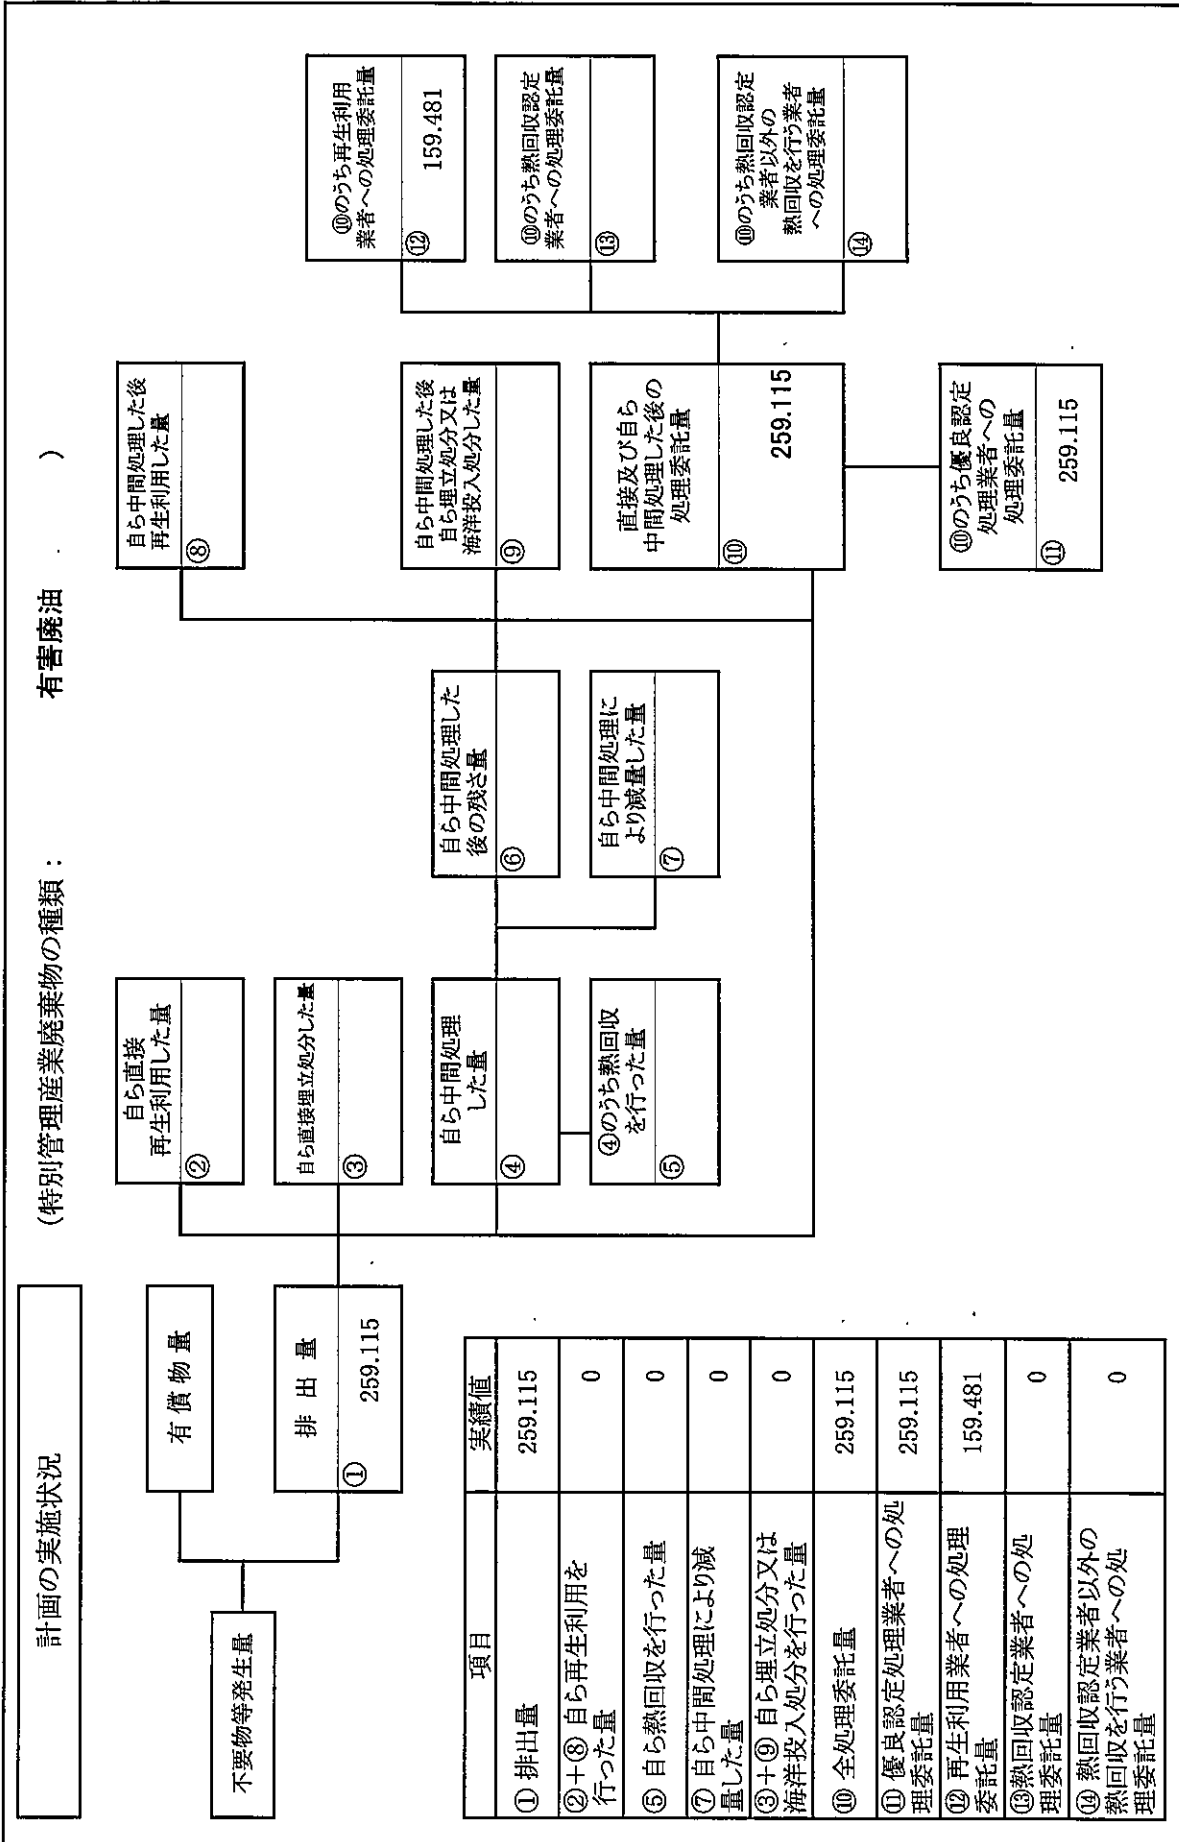 計画の実施状況
(特別管理産業廃棄物の種類： 有害廃油 )
不要物等発生量
有 償 物 量
排 出 量
①
259.115
自ら直接
再生利用した量
②
自ら直接埋立処分した量
③
自ら中間処理
した量
④
④のうち熱回収
を行った量
⑤
自ら中間処理した
後の残さ量
⑥
自ら中間処理に
より減量した量
⑦
自ら中間処理した後
再生利用した量
⑧
自ら中間処理した後
自ら埋立処分又は
海洋投入処分した量
⑨
直接及び自ら
中間処理した後の
処理委託量
⑩
259.115
⑩のうち優良認定
処理業者への
処理委託量
⑪
259.115
⑩のうち再生利用
業者への処理委託量
⑫
159.481
⑩のうち熱回収認定
業者への処理委託量
⑬
⑩のうち熱回収認定
業者以外の
熱回収を行う業者
への処理委託量
⑭
項目 実績値
① 排出量 259.115
②＋⑧ 自ら再生利用を
行った量 0
⑤ 自ら熱回収を行った量 0
⑦ 自ら中間処理により減
量した量 0
③＋⑨ 自ら埋立処分又は
海洋投入処分を行った量 0
⑩ 全処理委託量 259.115
⑪ 優良認定処理業者への処
理委託量 259.115
⑫ 再生利用業者への処理
委託量 159.481
⑬熱回収認定業者への処
理委託量 0
⑭ 熱回収認定業者以外の
熱回収を行う業者への処
理委託量 0